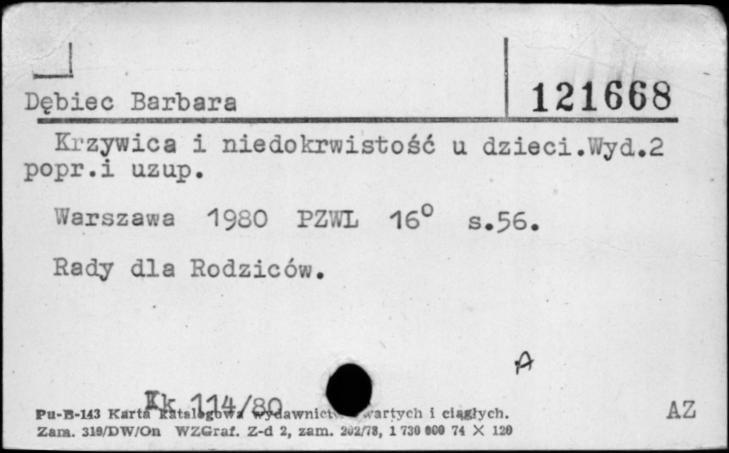 Dębiec Barbara
121668
Krzywica i niedokrwistość u dzieci.Wyd.2
popr.i uzup.
Warszawa 1980 PZWL 16° s.56.
Rady dla Rodziców.
A
Kk 114/80
Pu-B-143 Karta katalogowa wydawnictw zwartych i ciągłych.
AZ
Zam. 319/DW/On WZGraf. Z-d 2, zam. 202/78, 1 730 000 74 X 120